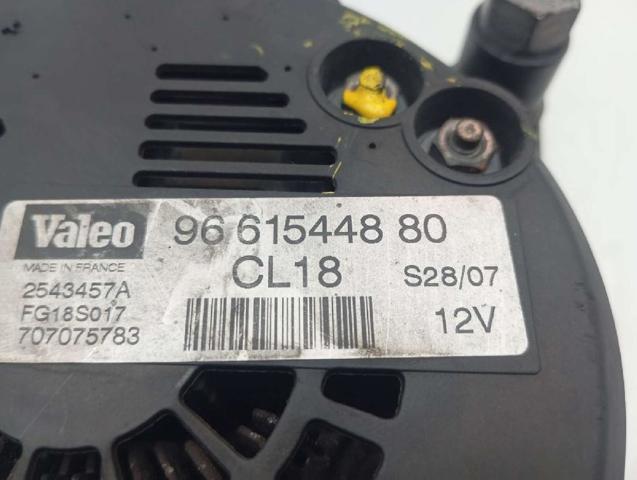 Valeo 96 615448 80
MADE IN FRANCE CL18 S28/07
2543457A
FG18S017 12V
707075783